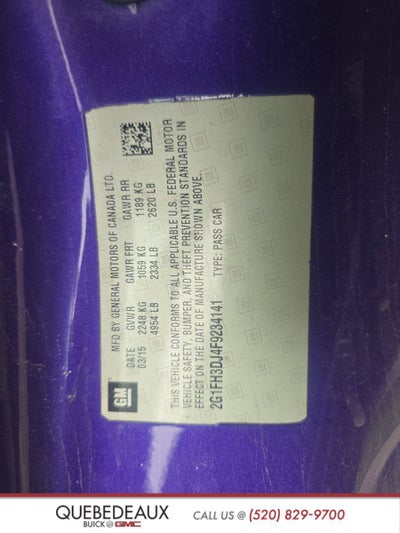 MFD BY GENERAL MOTORS OF CANADA LTD.
DATE GVWR GAWR FRT GAWR RR
03/15 2248 KG 1059 KG 1189 KG
4954 LB 2334 LB 2620 LB
THIS VEHICLE CONFORMS TO ALL APPLICABLE U.S. FEDERAL MOTOR
VEHICLE SAFETY, BUMPER, AND THEFT PREVENTION STANDARDS IN
EFFECT ON THE DATE OF MANUFACTURE SHOWN ABOVE.
2G1FH3DJ4F9234141 TYPE: PASS CAR
GM
QUEBEDEAUX
BUICK GMC
CALL US @ (520) 829-9700